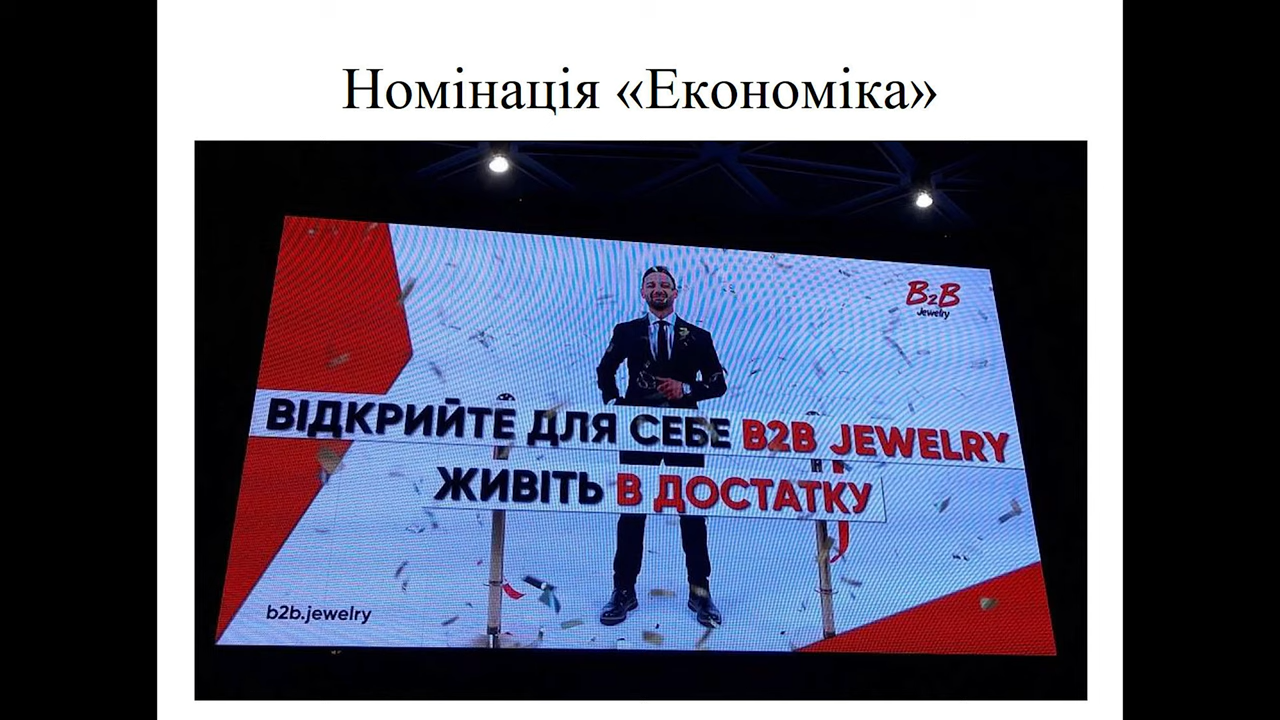 Номінація «Економіка»
B2B
Jewelry
ВІДКРИЙТЕ ДЛЯ СЕБЕ B2B JEWELRY
ЖИВІТЬ В ДОСТАТКУ
b2b.jewelry